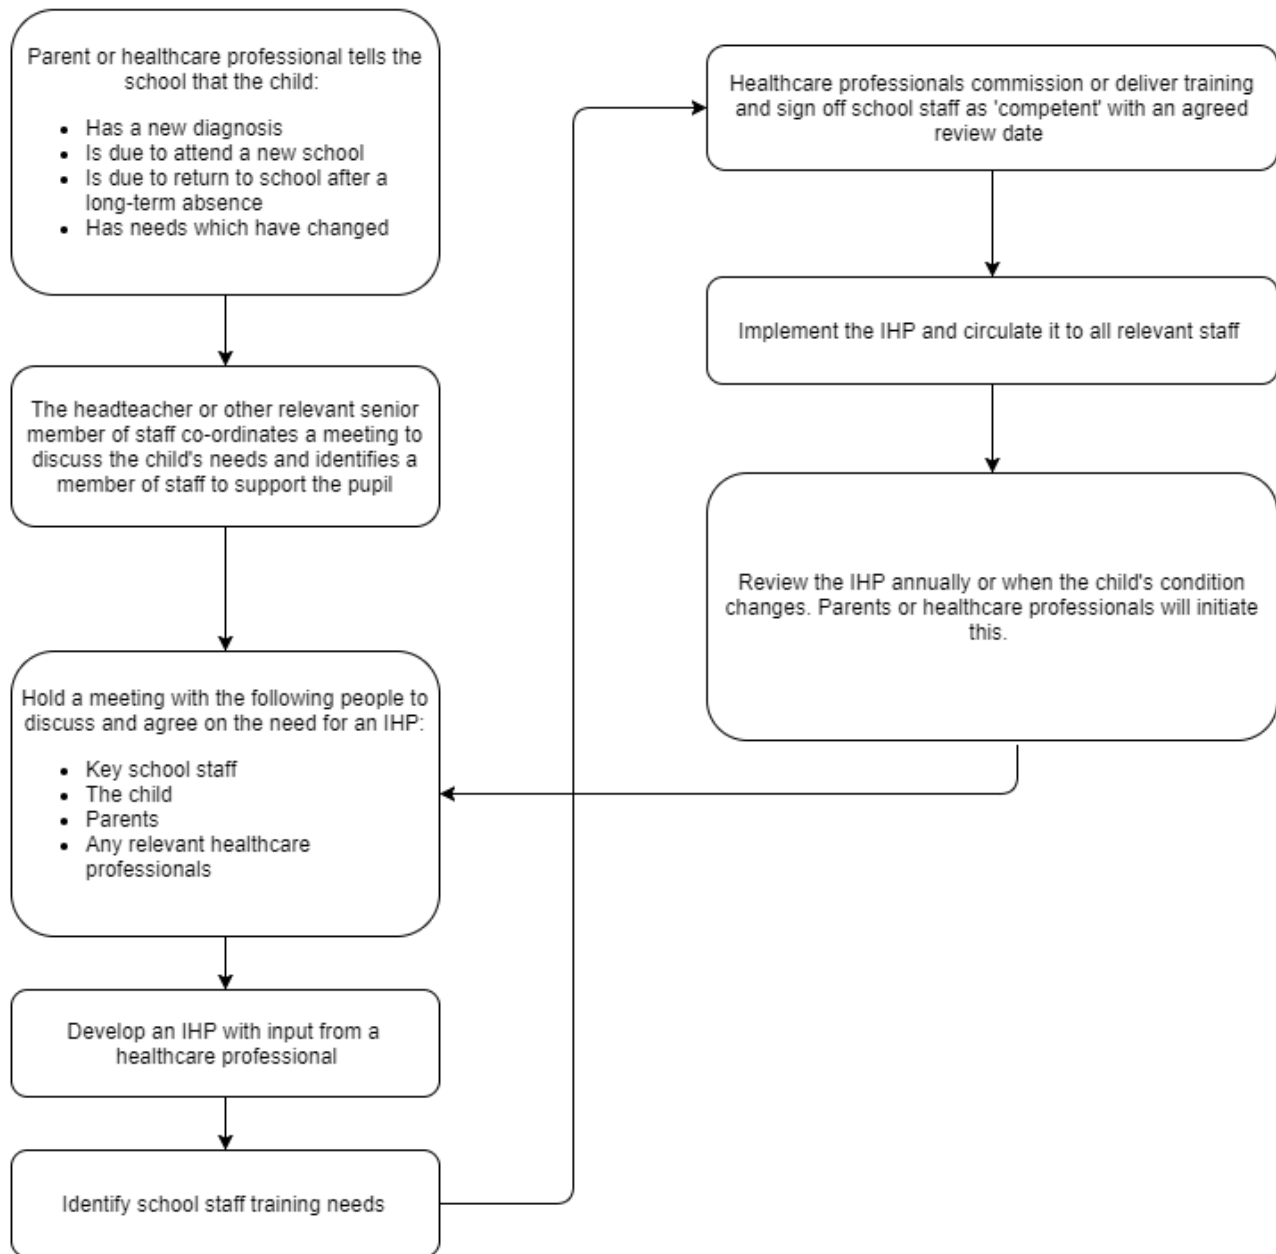 Parent or healthcare professional tells the
school that the child:
• Has a new diagnosis
• Is due to attend a new school
• Is due to return to school after a
long-term absence
• Has needs which have changed
The headteacher or other relevant senior
member of staff co-ordinates a meeting to
discuss the child's needs and identifies a
member of staff to support the pupil
Hold a meeting with the following people to
discuss and agree on the need for an IHP:
• Key school staff
• The child
• Parents
• Any relevant healthcare
professionals
Develop an IHP with input from a
healthcare professional
Identify school staff training needs
Healthcare professionals commission or deliver training
and sign off school staff as 'competent' with an agreed
review date
Implement the IHP and circulate it to all relevant staff
Review the IHP annually or when the child's condition
changes. Parents or healthcare professionals will initiate
this.